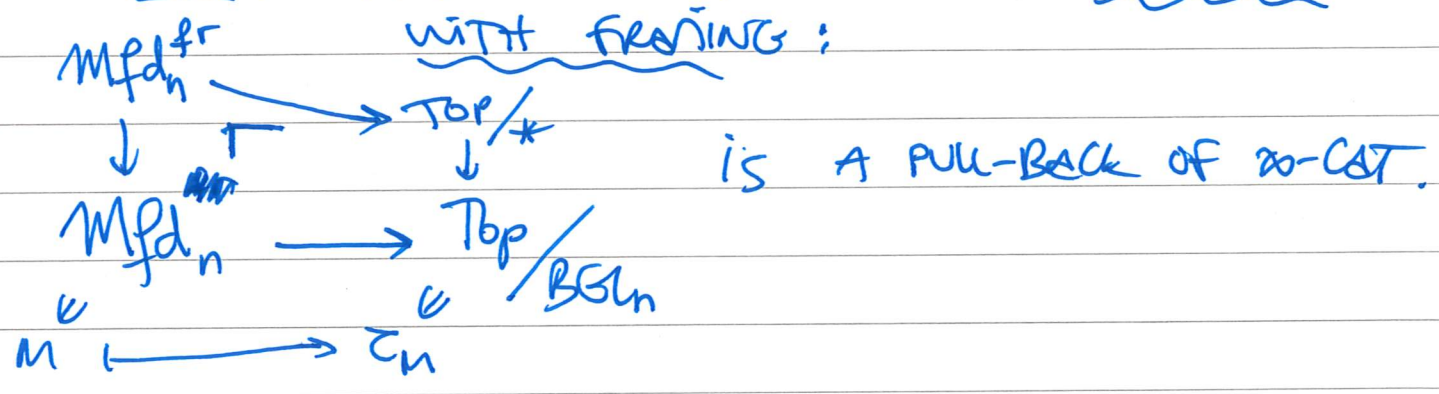 Mfd_n^fr WITH FRAMING :
TOP/*
is A PULL-BACK OF ∞-CAT.
Mfd_n → Top/BGL_n
M ↦ τ_M